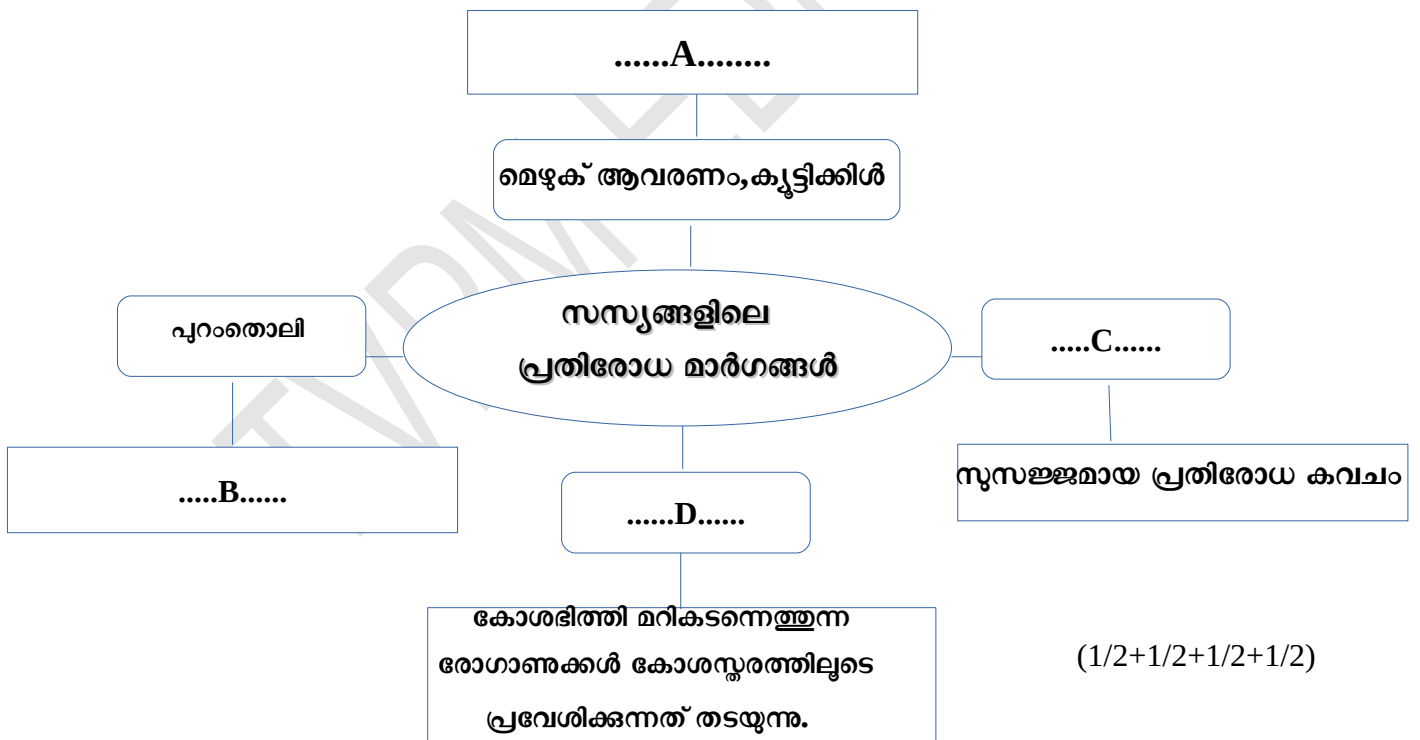 ......A........
മെഴുക് ആവരണം,ക്യൂട്ടിക്കിൾ
പുറംതൊലി
സസ്യങ്ങളിലെ
പ്രതിരോധ മാർഗങ്ങൾ
.....C......
.....B......
......D......
സുസജ്ജമായ പ്രതിരോധ കവചം
കോശഭിത്തി മറികടന്നെത്തുന്ന
രോഗാണുക്കൾ കോശസ്തരത്തിലൂടെ
പ്രവേശിക്കുന്നത് തടയുന്നു.
(1/2+1/2+1/2+1/2)